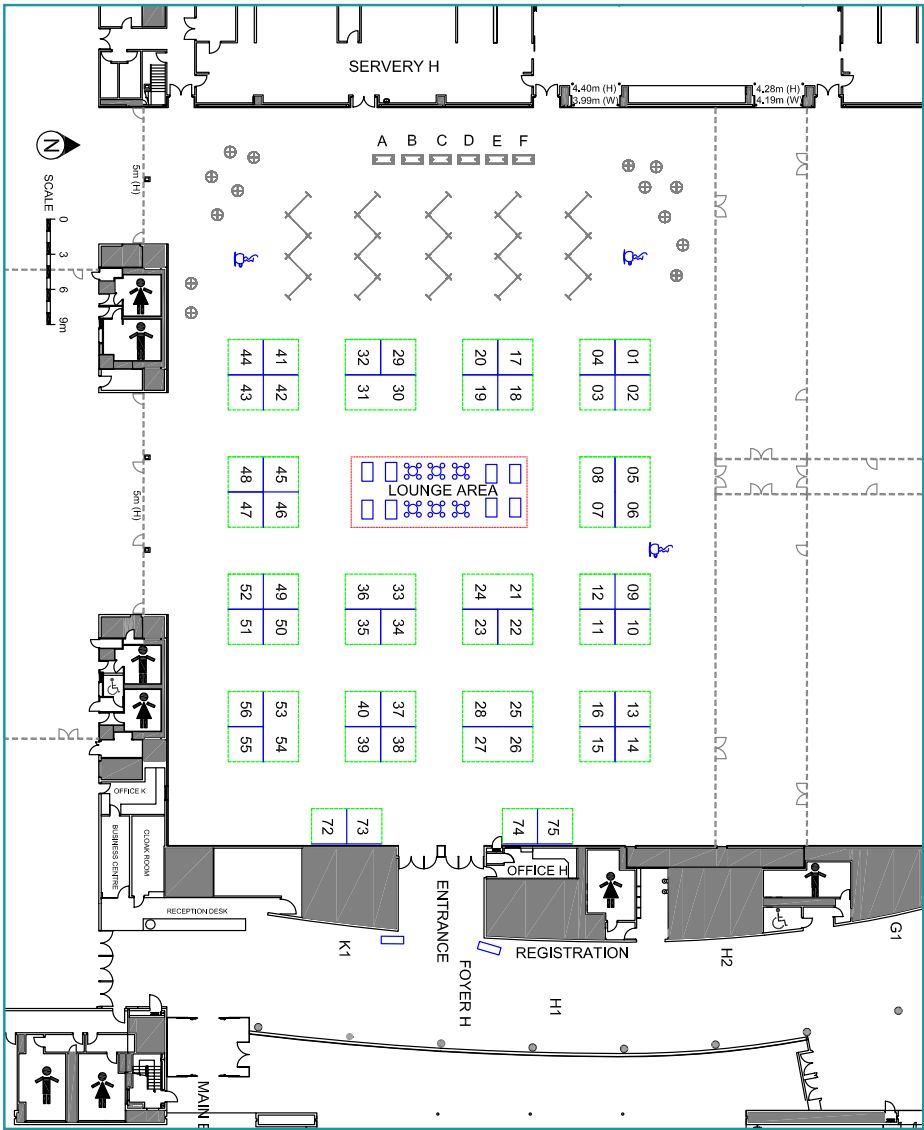 SERVERY H
4.40m (H)
3.99m (W)
4.28m (H)
4.19m (W)
A B C D E F
N
5m (H)
SCALE
0
3
6
9m
44 41 32 29 20 17 04 01
43 42 31 30 19 18 03 02
48 45 08 05
47 46 07 06
LOUNGE AREA
5m (H)
52 49 36 33 24 21 12 09
51 50 35 34 23 22 11 10
56 53 40 37 28 25 16 13
55 54 39 38 27 26 15 14
72 73 74 75
OFFICE K
BUSINESS CENTRE
CLOAK ROOM
OFFICE H
RECEPTION DESK
ENTRANCE
K1
REGISTRATION
H2
G1
FOYER H
H1
MAIN E